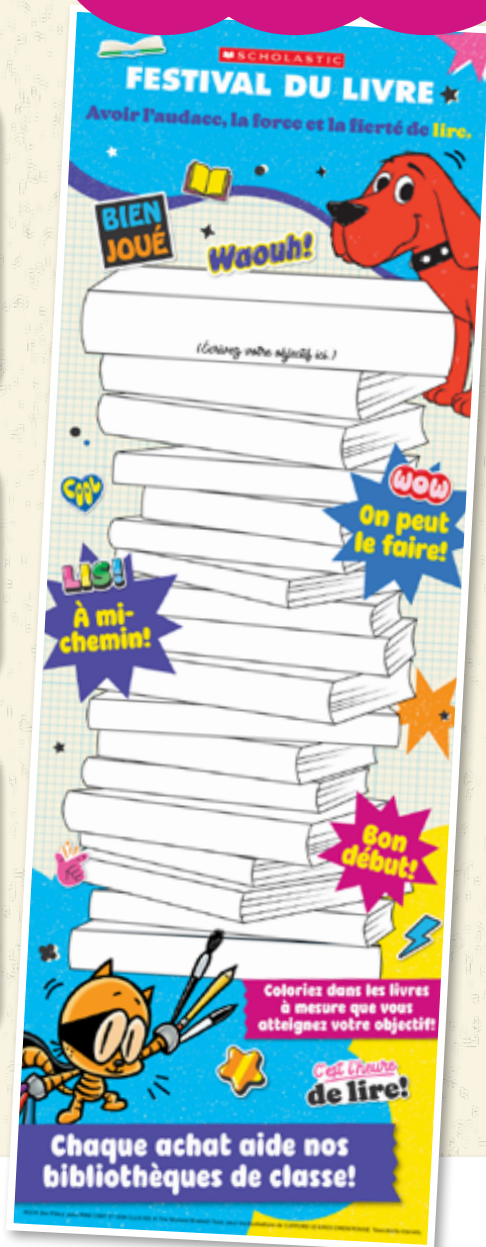 SCHOLASTIC
FESTIVAL DU LIVRE
Avoir l'audace, la force et la fierté de lire.
BIEN
JOUÉ
Waouh!
(Écrivez votre objectif ici.)
COOL
WOW
On peut
le faire!
LIS!
À mi-
chemin!
Bon
début!
Coloriez dans les livres
à mesure que vous
atteignez votre objectif!
C'est l'heure
de lire!
Chaque achat aide nos
bibliothèques de classe!